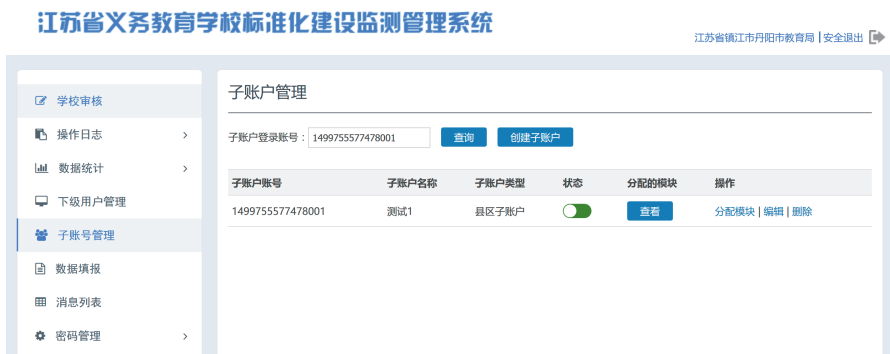 江苏省义务教育学校标准化建设监测管理系统
江苏省镇江市丹阳市教育局 | 安全退出
学校审核
操作日志
数据统计
下级用户管理
子账号管理
数据填报
消息列表
密码管理
子账户管理
子账户登录账号： 1499755577478001 查询 创建子账户
子账户账号 子账户名称 子账户类型 状态 分配的模块 操作
1499755577478001 测试1 县区子账户 查看 分配模块 | 编辑 | 删除